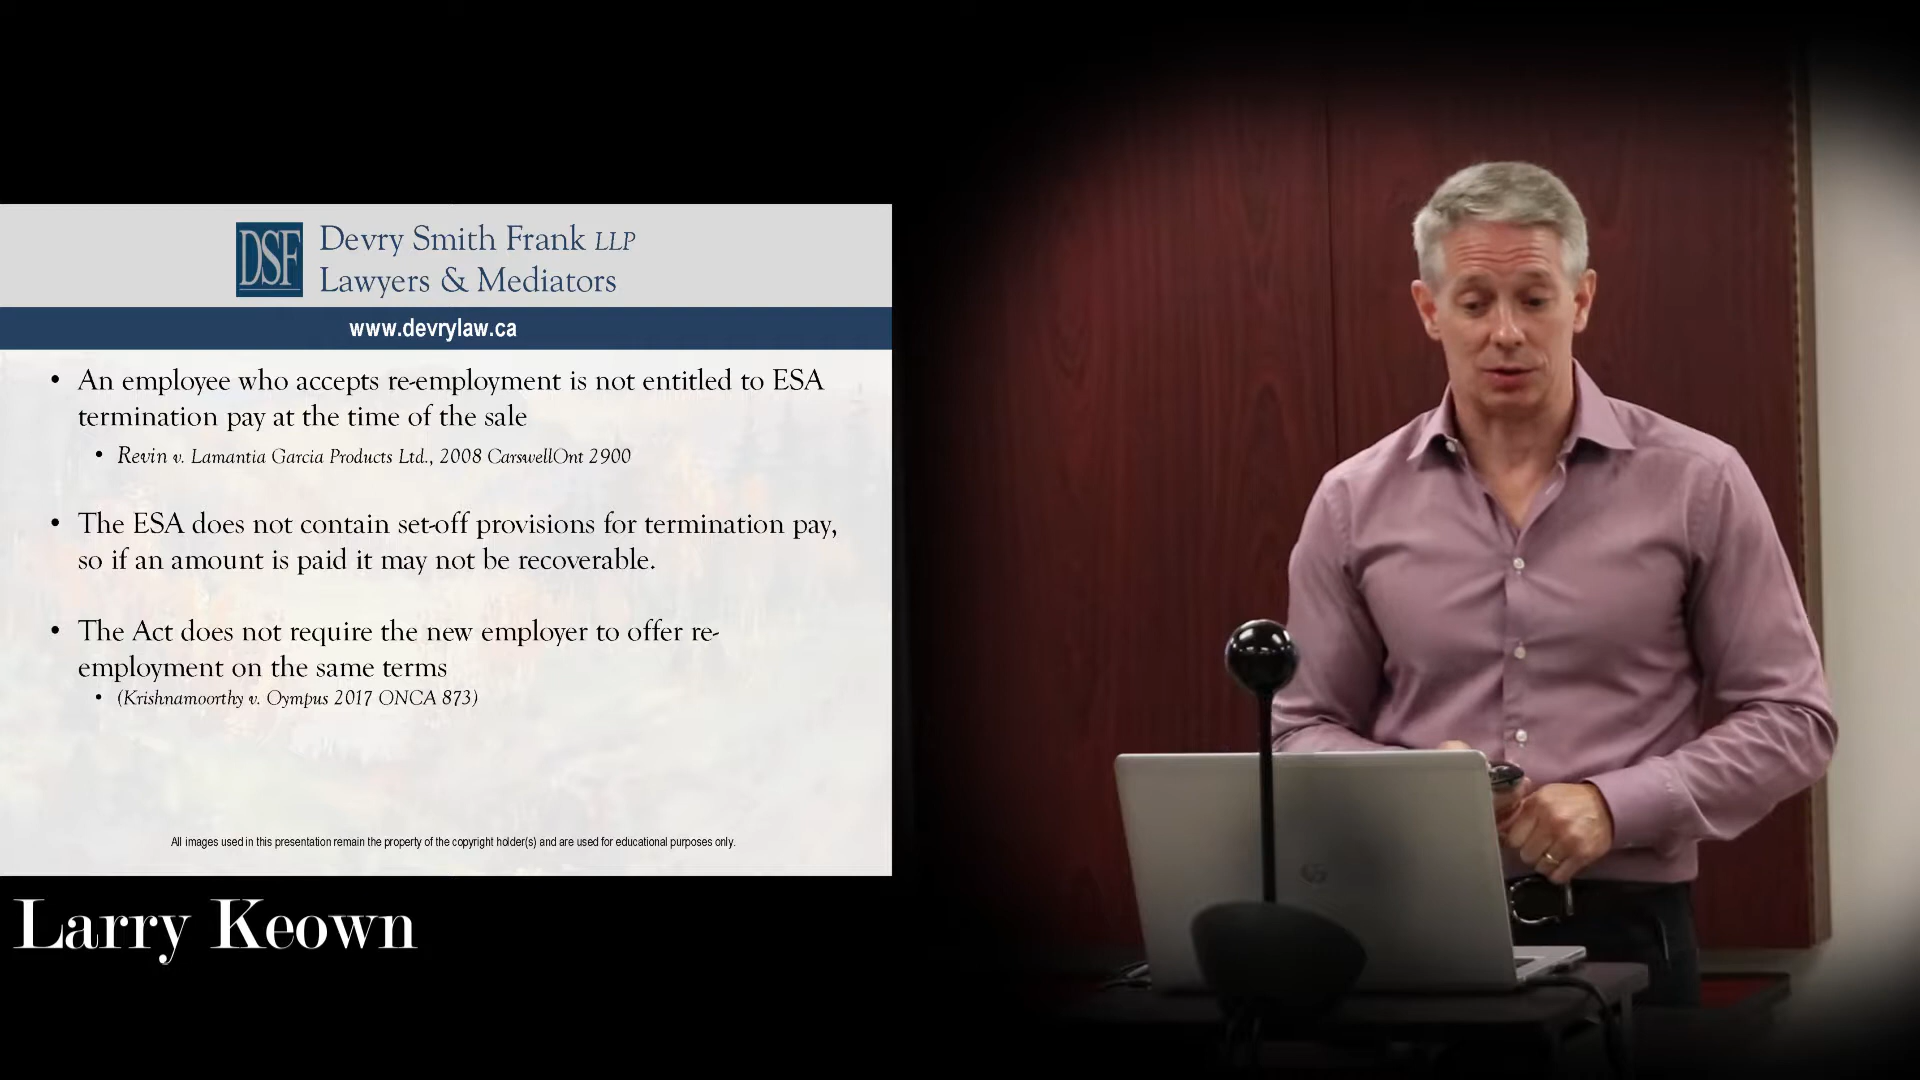 DSF
Devry Smith Frank LLP
Lawyers & Mediators
www.devrylaw.ca
• An employee who accepts re-employment is not entitled to ESA
termination pay at the time of the sale
• Revin v. Lamantia Garcia Products Ltd., 2008 CarswellOnt 2900
• The ESA does not contain set-off provisions for termination pay,
so if an amount is paid it may not be recoverable.
• The Act does not require the new employer to offer re-
employment on the same terms
• (Krishnamoorthy v. Oympus 2017 ONCA 873)
All images used in this presentation remain the property of the copyright holder(s) and are used for educational purposes only.
Larry Keown
hp